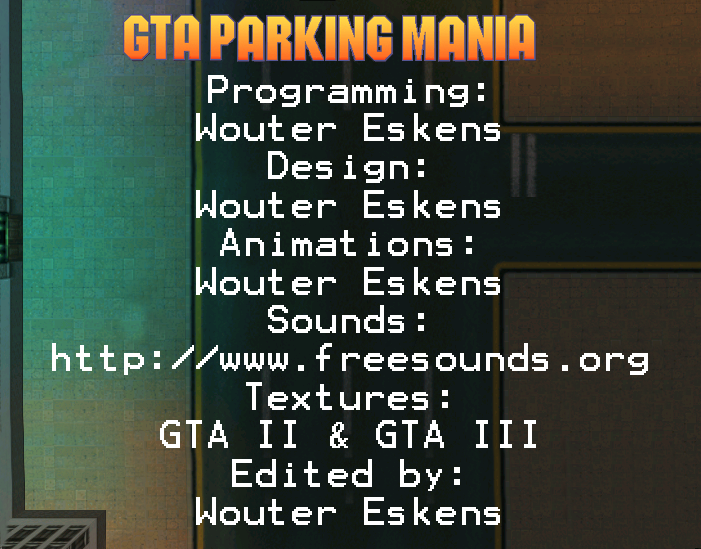 GTA PARKING MANIA
Programming:
Wouter Eskens
Design:
Wouter Eskens
Animations:
Wouter Eskens
Sounds:
http://www.freesounds.org
Textures:
GTA II & GTA III
Edited by:
Wouter Eskens